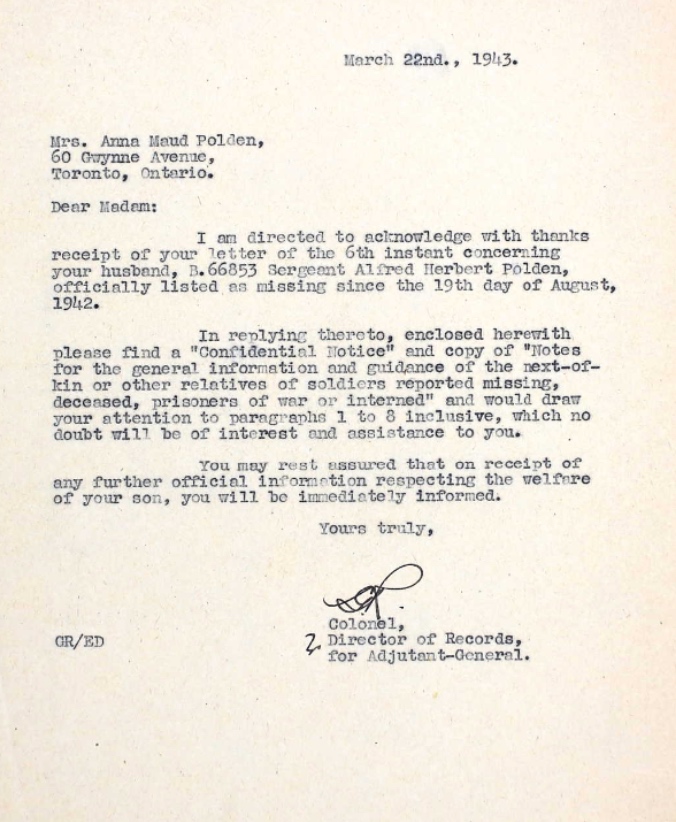 March 22nd., 1943.
Mrs. Anna Maud Polden,
60 Gwynne Avenue,
Toronto, Ontario.
Dear Madam:
I am directed to acknowledge with thanks
receipt of your letter of the 6th instant concerning
your husband, B.66853 Sergeant Alfred Herbert Polden,
officially listed as missing since the 19th day of August,
1942.
In replying thereto, enclosed herewith
please find a "Confidential Notice" and copy of "Notes
for the general information and guidance of the next-of-
kin or other relatives of soldiers reported missing,
deceased, prisoners of war or interned" and would draw
your attention to paragraphs 1 to 8 inclusive, which no
doubt will be of interest and assistance to you.
You may rest assured that on receipt of
any further official information respecting the welfare
of your son, you will be immediately informed.
Yours truly,
Colonel,
Director of Records,
for Adjutant-General.
GR/ED